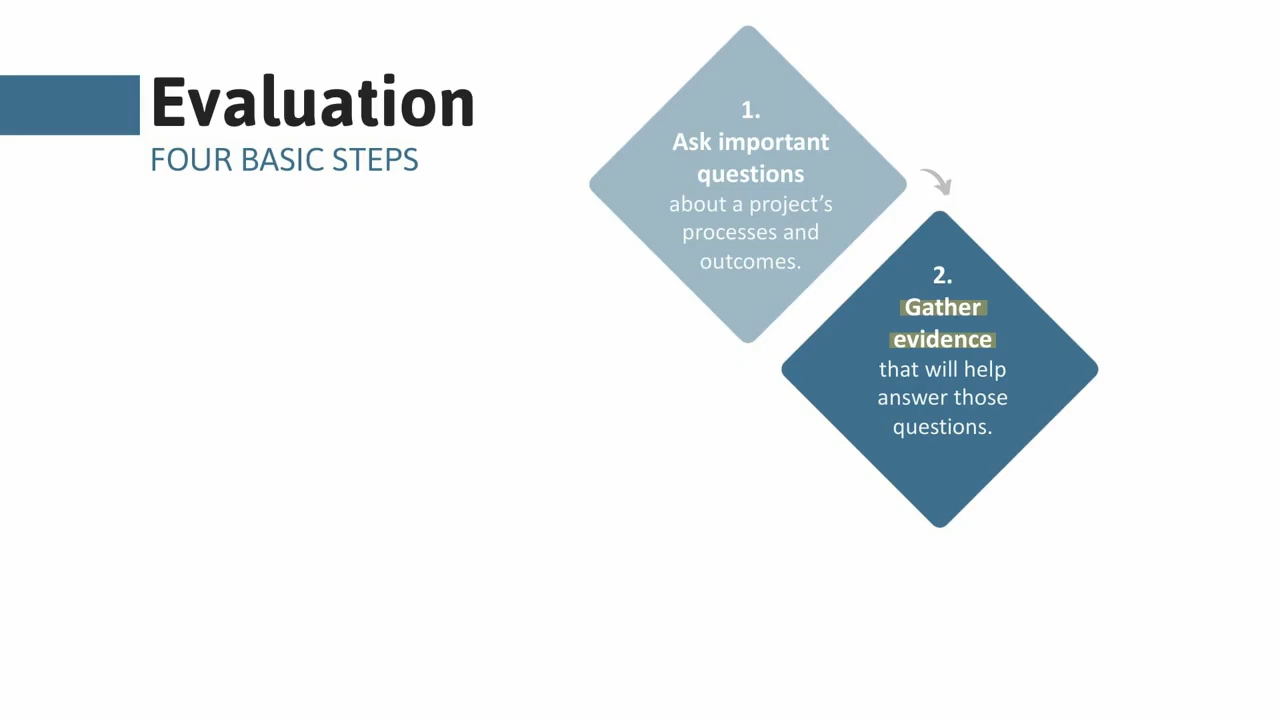 Evaluation
FOUR BASIC STEPS
1.
Ask important
questions
about a project’s
processes and
outcomes.
2.
Gather
evidence
that will help
answer those
questions.